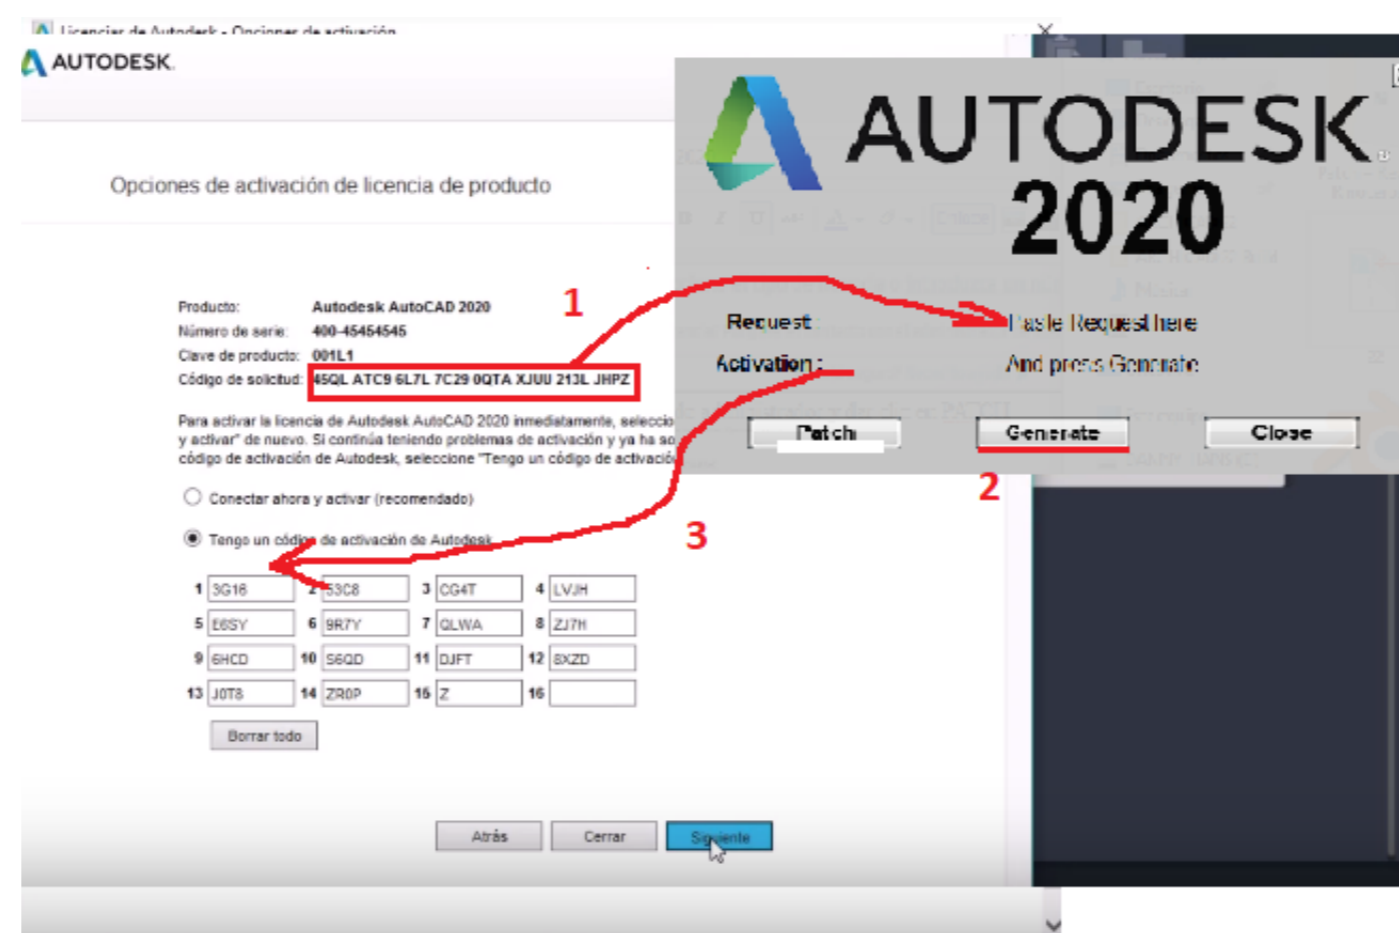 Licencias de Autodesk - Opciones de activación
AUTODESK.
Opciones de activación de licencia de producto
Producto: Autodesk AutoCAD 2020
Número de serie: 400-45454545
Clave de producto: 001L1
Código de solicitud: 45QL ATC9 6L7L 7C29 0QTA XJUU 213L JHPZ
Para activar la licencia de Autodesk AutoCAD 2020 inmediatamente, seleccio
y activar" de nuevo. Si continúa teniendo problemas de activación y ya ha so
código de activación de Autodesk, seleccione "Tengo un código de activació
Conectar ahora y activar (recomendado)
Tengo un código de activación de Autodesk
1 3G16 2 53C8 3 CG4T 4 LVJH
5 E6SY 6 9R7Y 7 QLWA 8 ZJ7H
9 6HCD 10 S6QD 11 DJFT 12 8XZD
13 J0T8 14 ZR0P 15 Z 16
Borrar todo
Atrás Cerrar Siguiente
AUTODESK
2020
Request: Paste Request here
Activation: And press Generate
Patch Generate Close
1
2
3